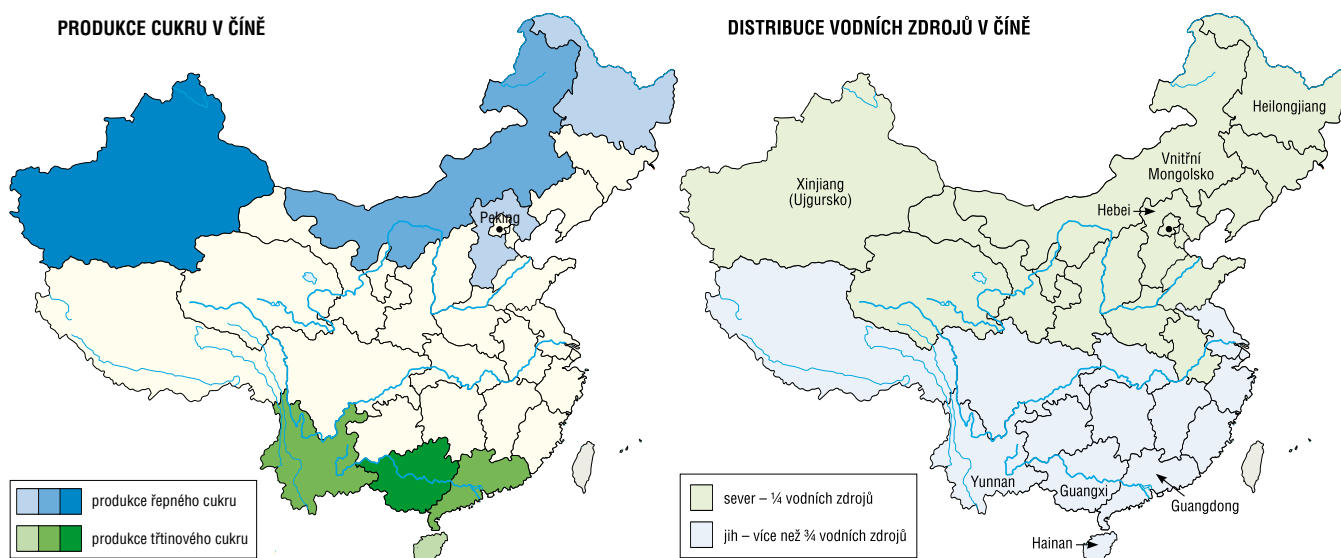 PRODUKCE CUKRU V ČÍNĚ
Peking
produkce řepného cukru
produkce třtinového cukru
DISTRIBUCE VODNÍCH ZDROJŮ V ČÍNĚ
Heilongjiang
Vnitřní
Mongolsko
Xinjiang
(Ujgursko)
Hebei
Yunnan
Guangxi
Guangdong
Hainan
sever – ¼ vodních zdrojů
jih – více než ¾ vodních zdrojů